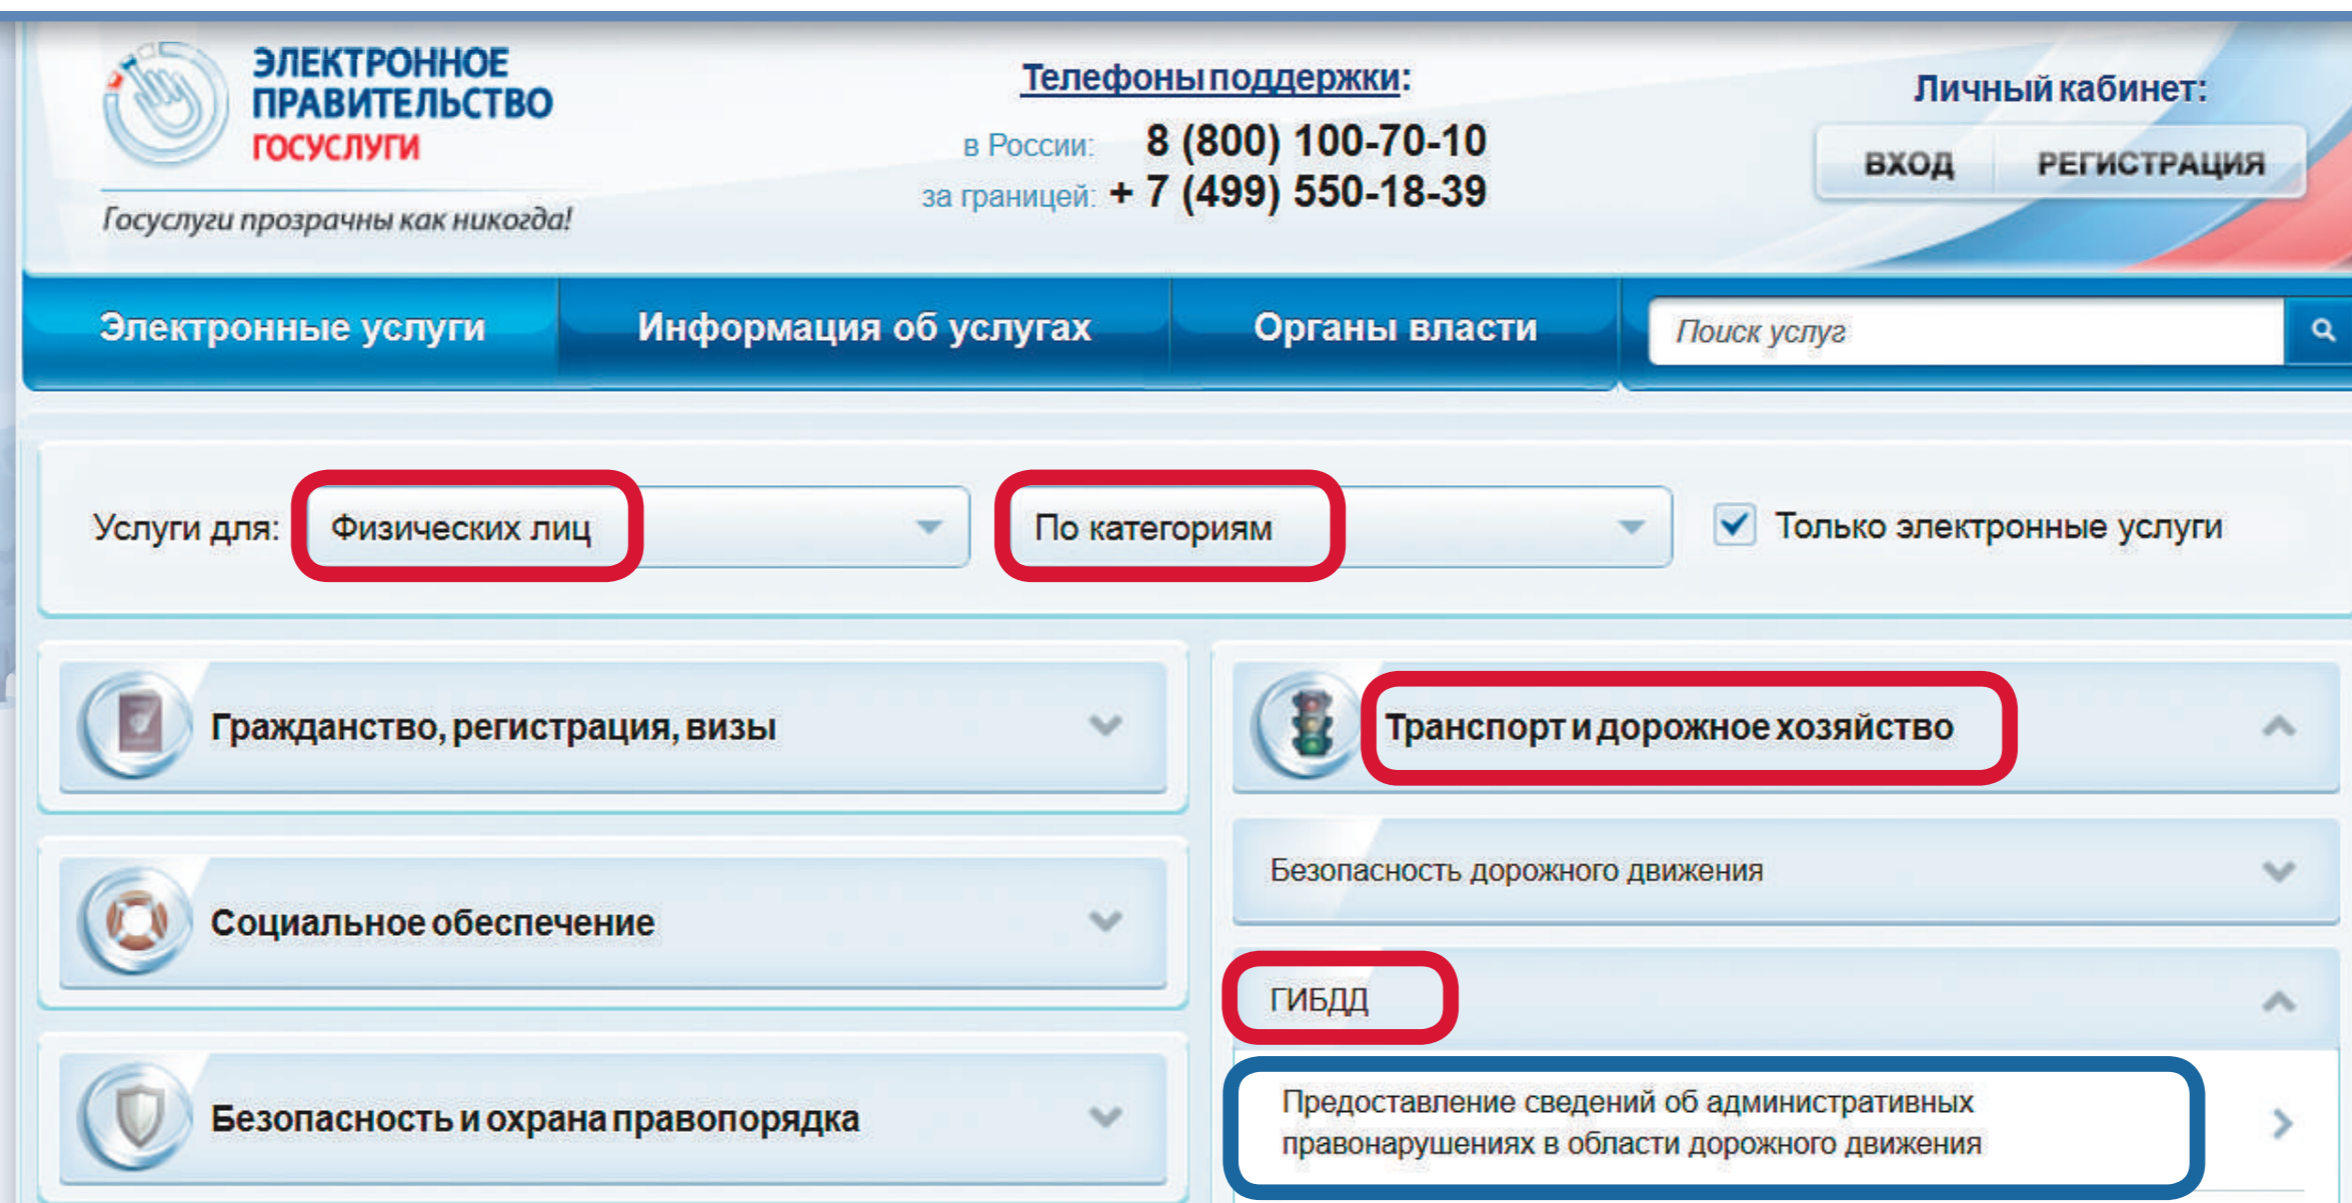 ЭЛЕКТРОННОЕ
ПРАВИТЕЛЬСТВО
ГОСУСЛУГИ
Госуслуги прозрачны как никогда!
Телефоны поддержки:
в России: 8 (800) 100-70-10
за границей: + 7 (499) 550-18-39
Личный кабинет:
ВХОД РЕГИСТРАЦИЯ
Электронные услуги Информация об услугах Органы власти Поиск услуг
Услуги для: Физических лиц По категориям Только электронные услуги
Гражданство, регистрация, визы
Социальное обеспечение
Безопасность и охрана правопорядка
Транспорт и дорожное хозяйство
Безопасность дорожного движения
ГИБДД
Предоставление сведений об административных
правонарушениях в области дорожного движения